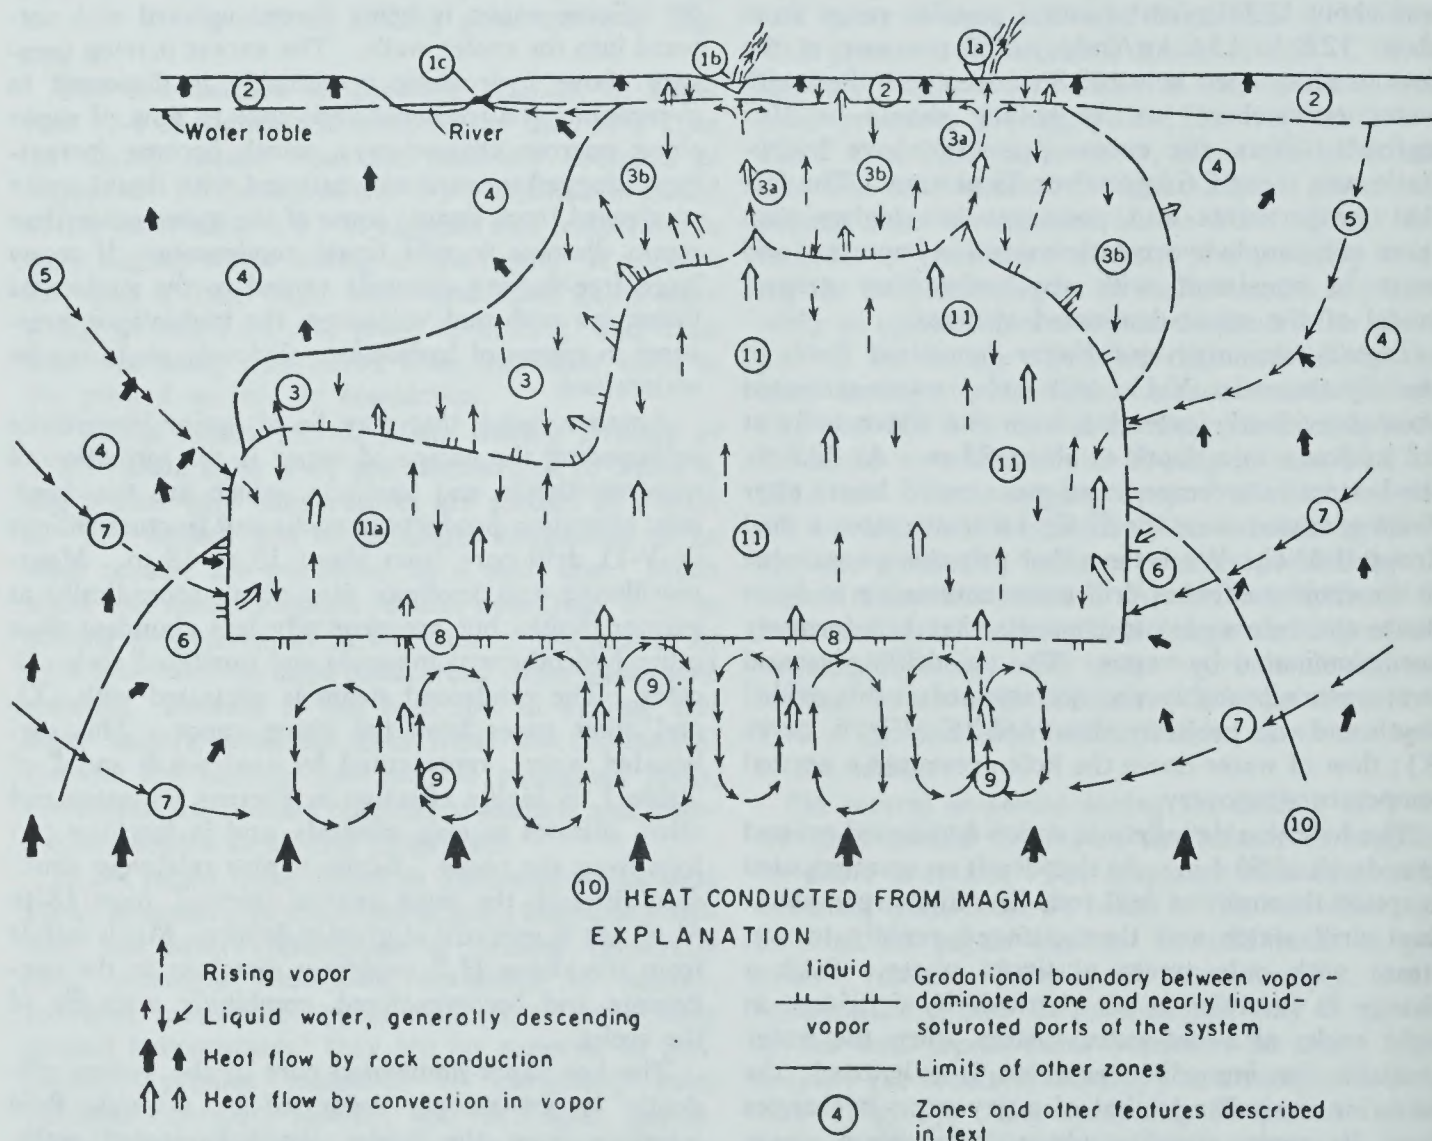 1c
1b
1a
2
2
2
Water table
River
3a
4
3b
3b
3a
4
5
3b
5
4
11
4
11
3
3
4
11
4
11
11a
7
11
7
6
6
8
8
9
7
7
9
9
10
10 HEAT CONDUCTED FROM MAGMA
EXPLANATION
Rising vapor
Liquid water, generally descending
Heat flow by rock conduction
Heat flow by convection in vapor
liquid
vapor
Gradational boundary between vapor-
dominated zone and nearly liquid-
saturated parts of the system
Limits of other zones
4
Zones and other features described
in text